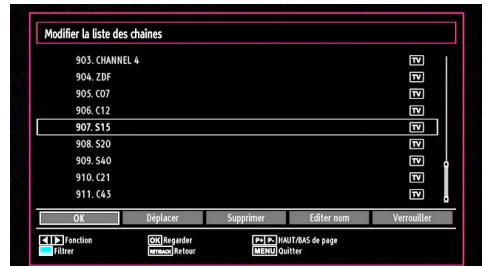 Modifier la liste des chaînes
903. CHANNEL 4 TV
904. ZDF TV
905. C07 TV
906. C12 TV
907. S15 TV
908. S20 TV
909. S40 TV
910. C21 TV
911. C43 TV
OK Déplacer Supprimer Editer nom Verrouiller
Fonction OK Regarder P+ P- HAUT/BAS de page
Filtrer RET/BACK Retour MENU Quitter